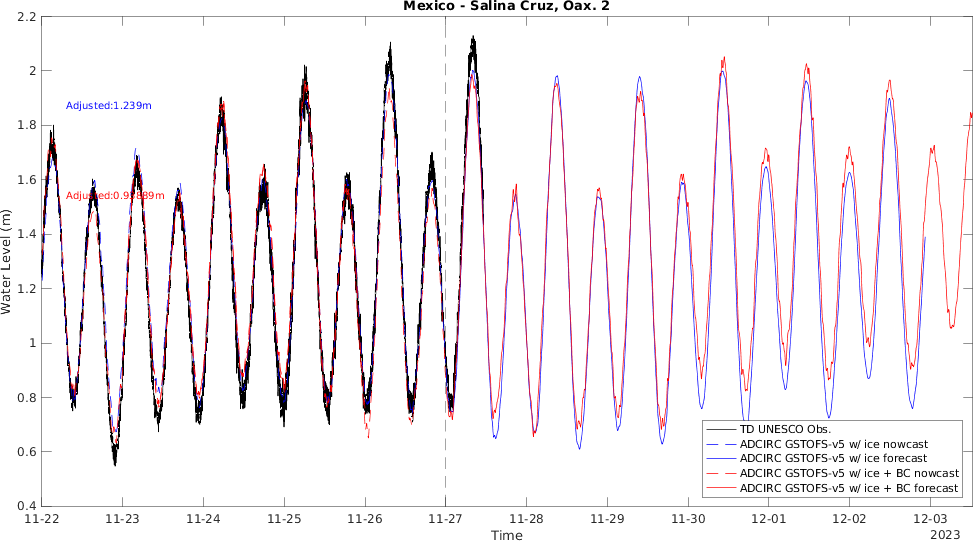 Mexico - Salina Cruz, Oax. 2
2.2
2
1.8
1.6
1.4
1.2
1
0.8
0.6
0.4
Water Level (m)
Adjusted:1.239m
TD UNESCO Obs.
ADCIRC GSTOFS-v5 w/ ice nowcast
ADCIRC GSTOFS-v5 w/ ice forecast
ADCIRC GSTOFS-v5 w/ ice + BC nowcast
ADCIRC GSTOFS-v5 w/ ice + BC forecast
11-22 11-23 11-24 11-25 11-26 11-27 11-28 11-29 11-30 12-01 12-02 12-03
2023
Time